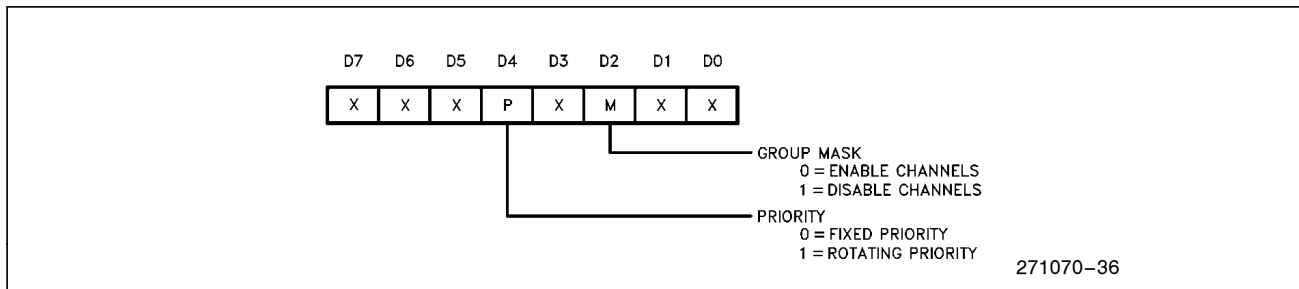 D7 D6 D5 D4 D3 D2 D1 D0
X X X P X M X X
GROUP MASK
0 = ENABLE CHANNELS
1 = DISABLE CHANNELS
PRIORITY
0 = FIXED PRIORITY
1 = ROTATING PRIORITY
271070–36